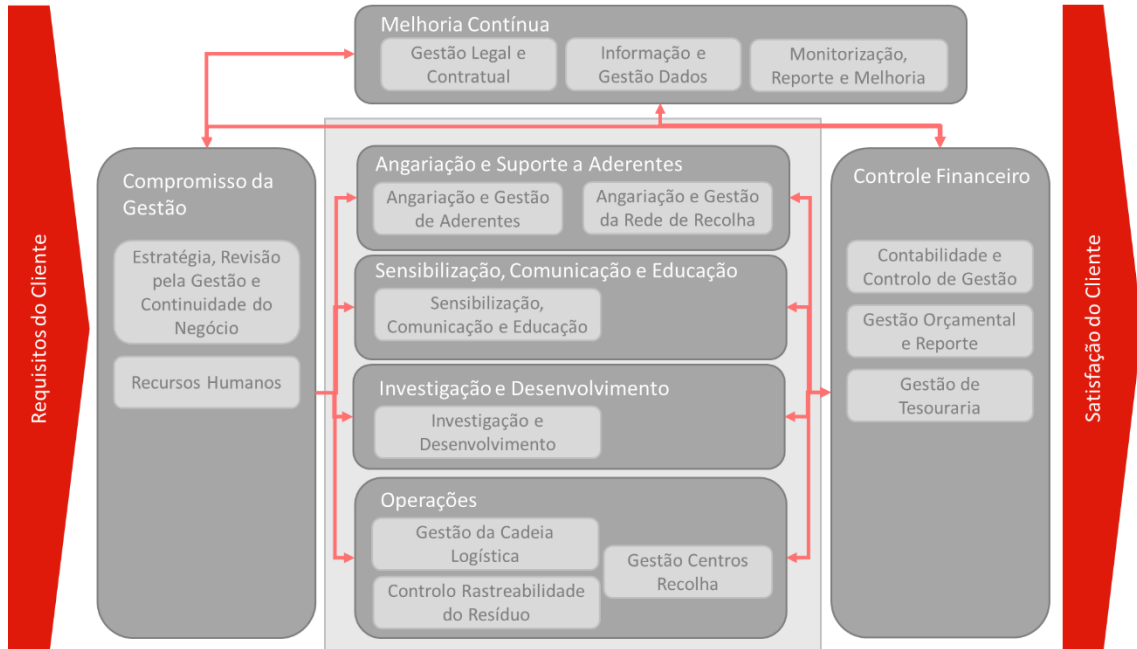 Requisitos do Cliente
Melhoria Contínua
Gestão Legal e
Contratual
Informação e
Gestão Dados
Monitorização,
Reporte e Melhoria
Compromisso da
Gestão
Estratégia, Revisão
pela Gestão e
Continuidade do
Negócio
Recursos Humanos
Angariação e Suporte a Aderentes
Angariação e Gestão
de Aderentes
Angariação e Gestão
da Rede de Recolha
Sensibilização, Comunicação e Educação
Sensibilização,
Comunicação e Educação
Investigação e Desenvolvimento
Investigação e
Desenvolvimento
Operações
Gestão da Cadeia
Logística
Controlo Rastreabilidade
do Resíduo
Gestão Centros
Recolha
Controle Financeiro
Contabilidade e
Controlo de Gestão
Gestão Orçamental
e Reporte
Gestão de
Tesouraria
Satisfação do Cliente